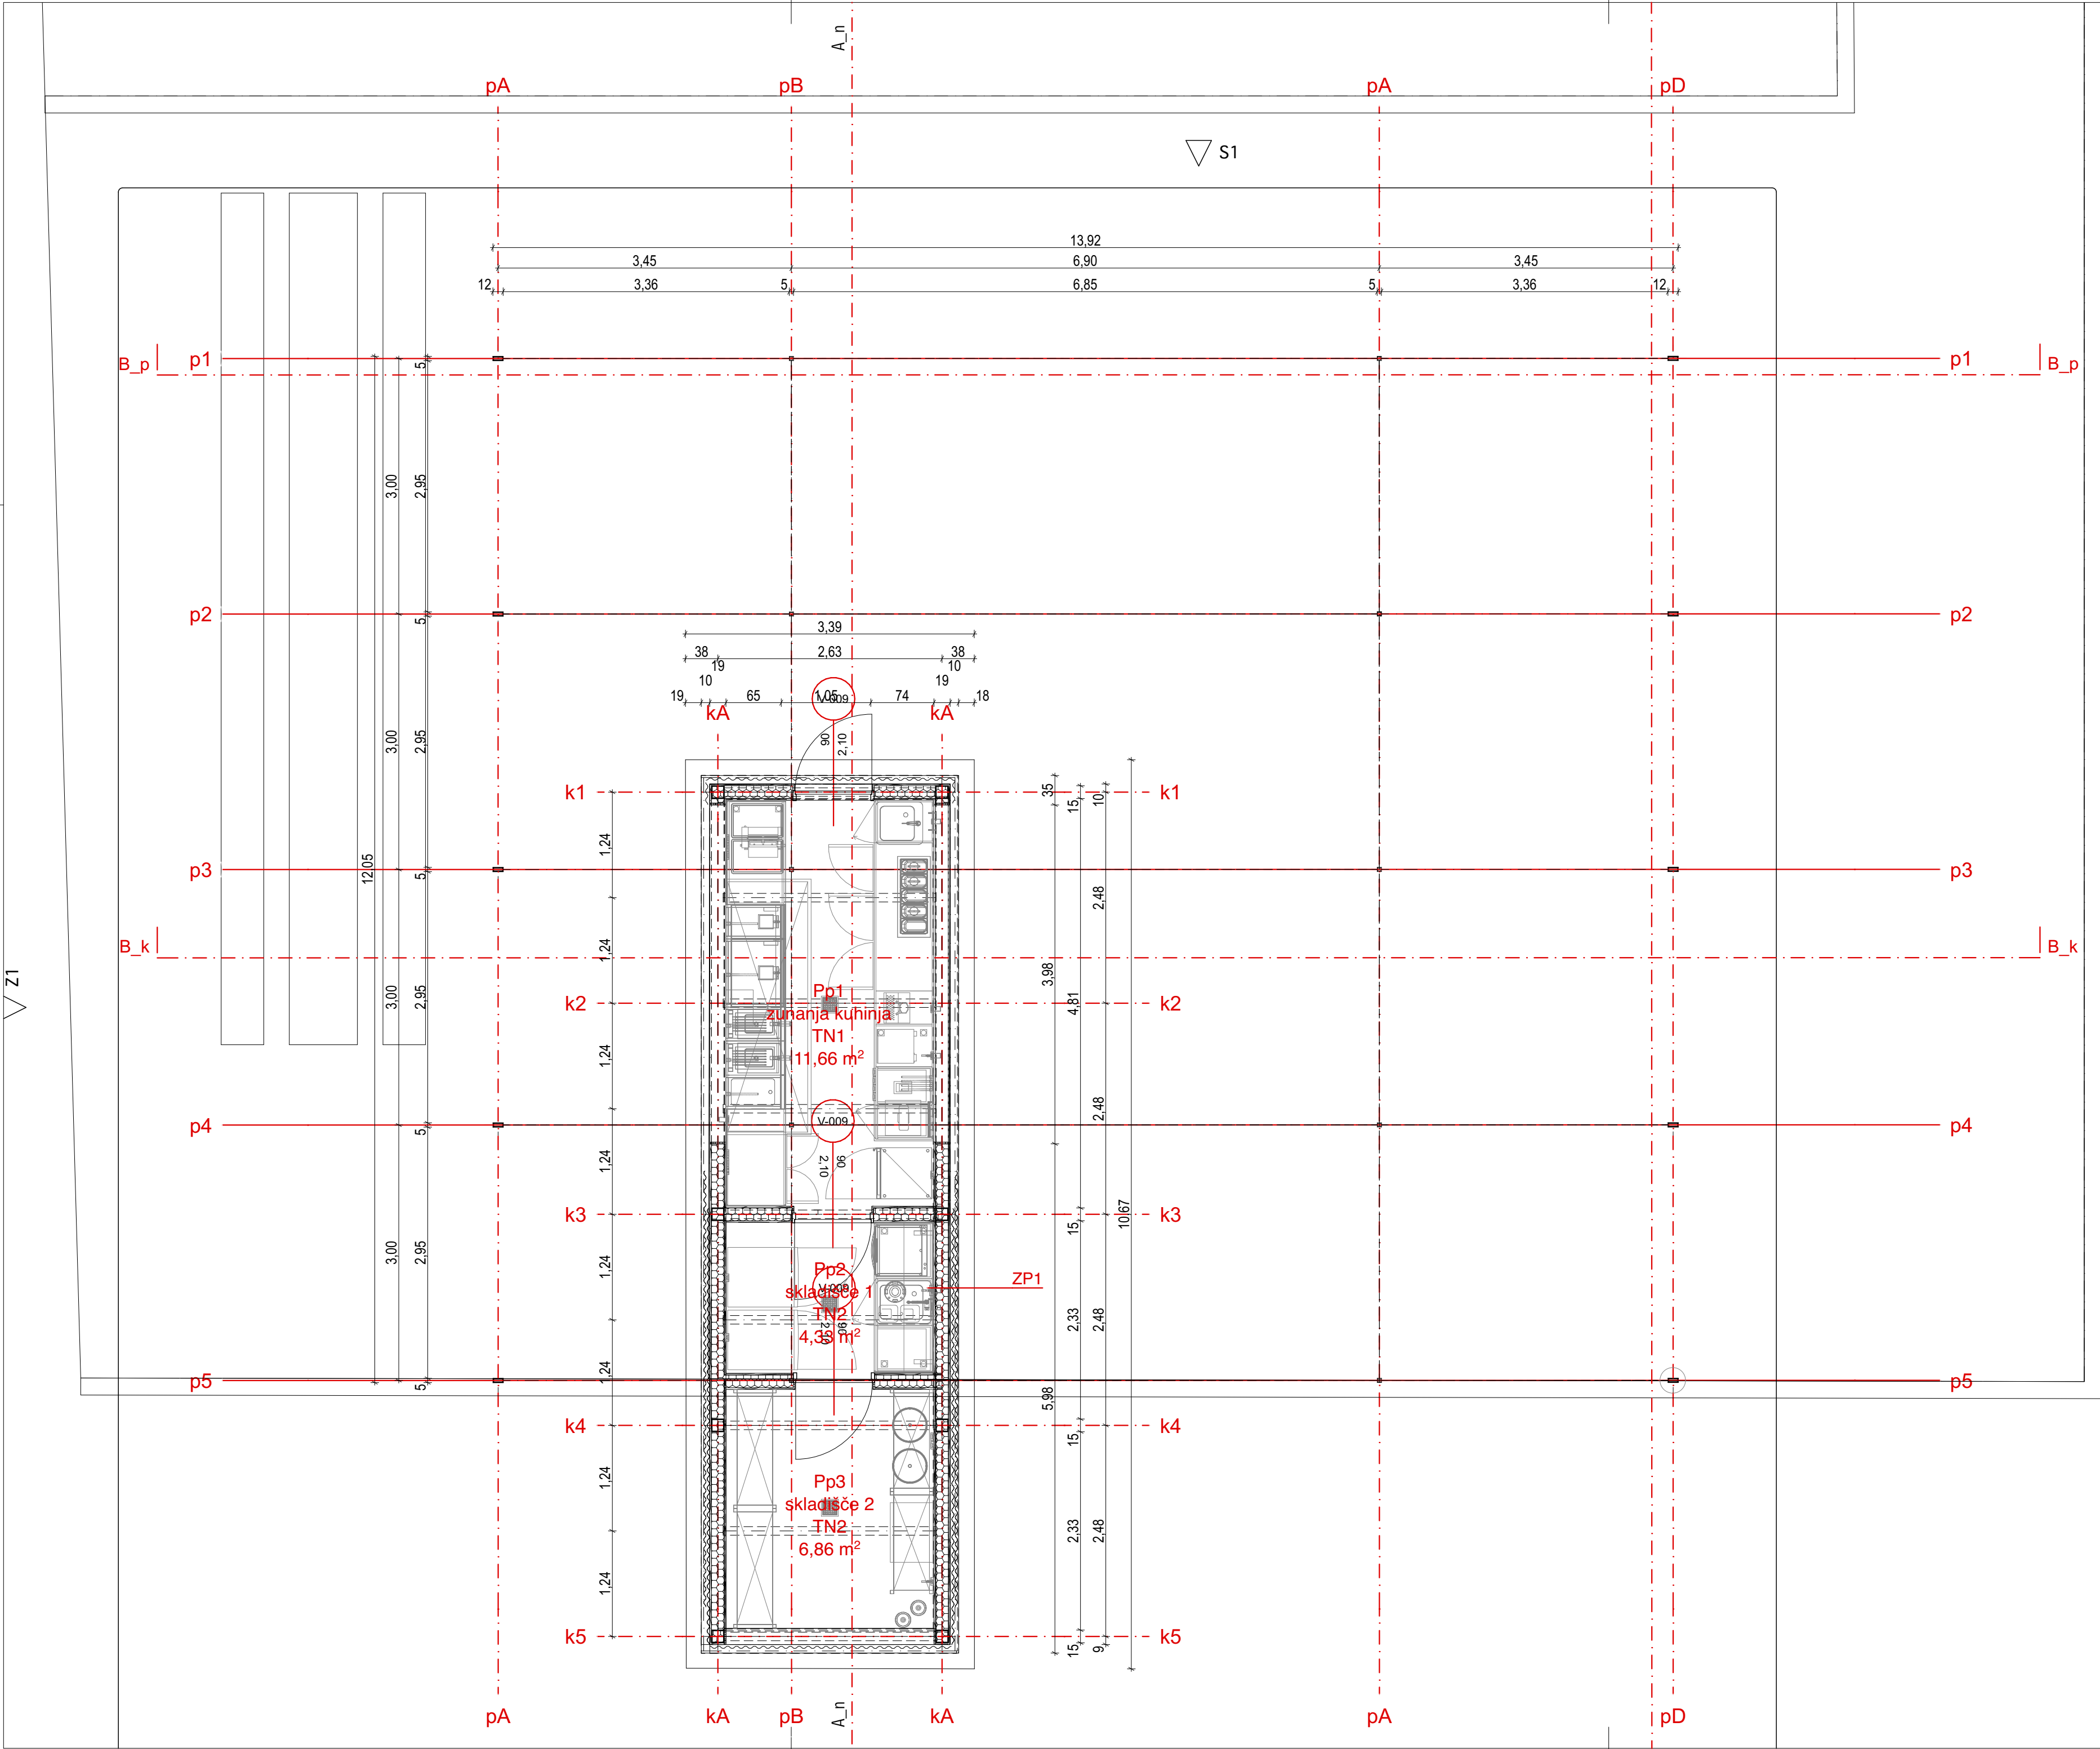 A_n
pA pB pA pD
S1
13,92
3,45 6,90 3,45
12 3,36 5 6,85 5 3,36 12
B_p p1 p1 B_p
5
3,00 2,95
p2 p2
5
3,39
38 2,63 38
19 10
10 19
19 65 1,05 74 18
V-009
kA kA
3,00 2,95
90
2,10
k1 k1
35 15 10
1,24
12,05
p3 p3
5
2,48
1,24
B_k B_k
Z1
3,98
3,00 2,95
4,81
k2 k2
Pp1
zunanja kuhinja
TN1
11,66 m²
1,24
2,48
p4 p4
5
V-009
90
2,10
1,24
k3 k3
10,67
15
3,00 2,95
1,24
Pp2
skladišče 1
TN2
4,33 m²
V-009
90
2,10
ZP1
2,33 2,48
1,24
p5 p5
5
5,98
k4 k4
15
1,24
Pp3
skladišče 2
TN2
6,86 m²
2,33 2,48
1,24
k5 k5
15 9
pA kA pB A_n kA pA pD